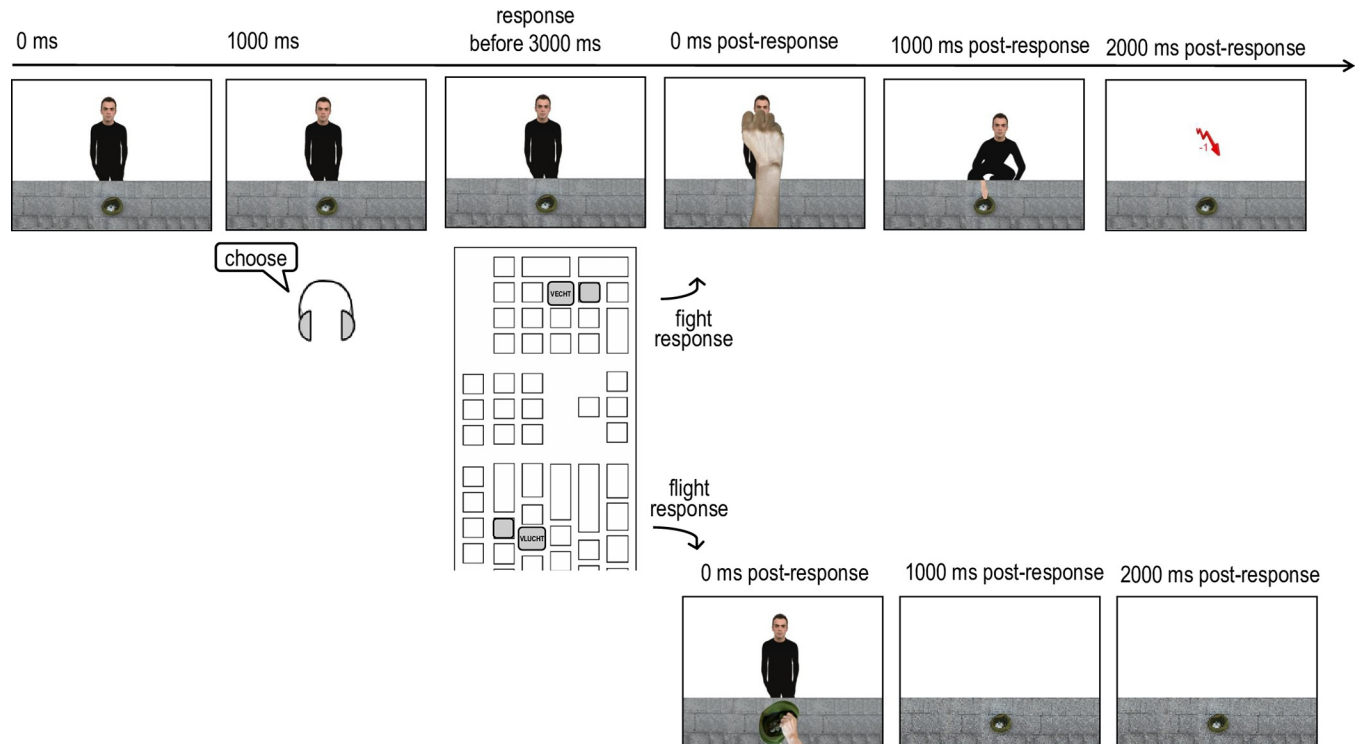 response
0 ms
1000 ms
before 3000 ms
0 ms post-response
1000 ms post-response
2000 ms post-response
-1
choose
VECHT
fight
response
flight
response
VLUCHT
0 ms post-response
1000 ms post-response
2000 ms post-response